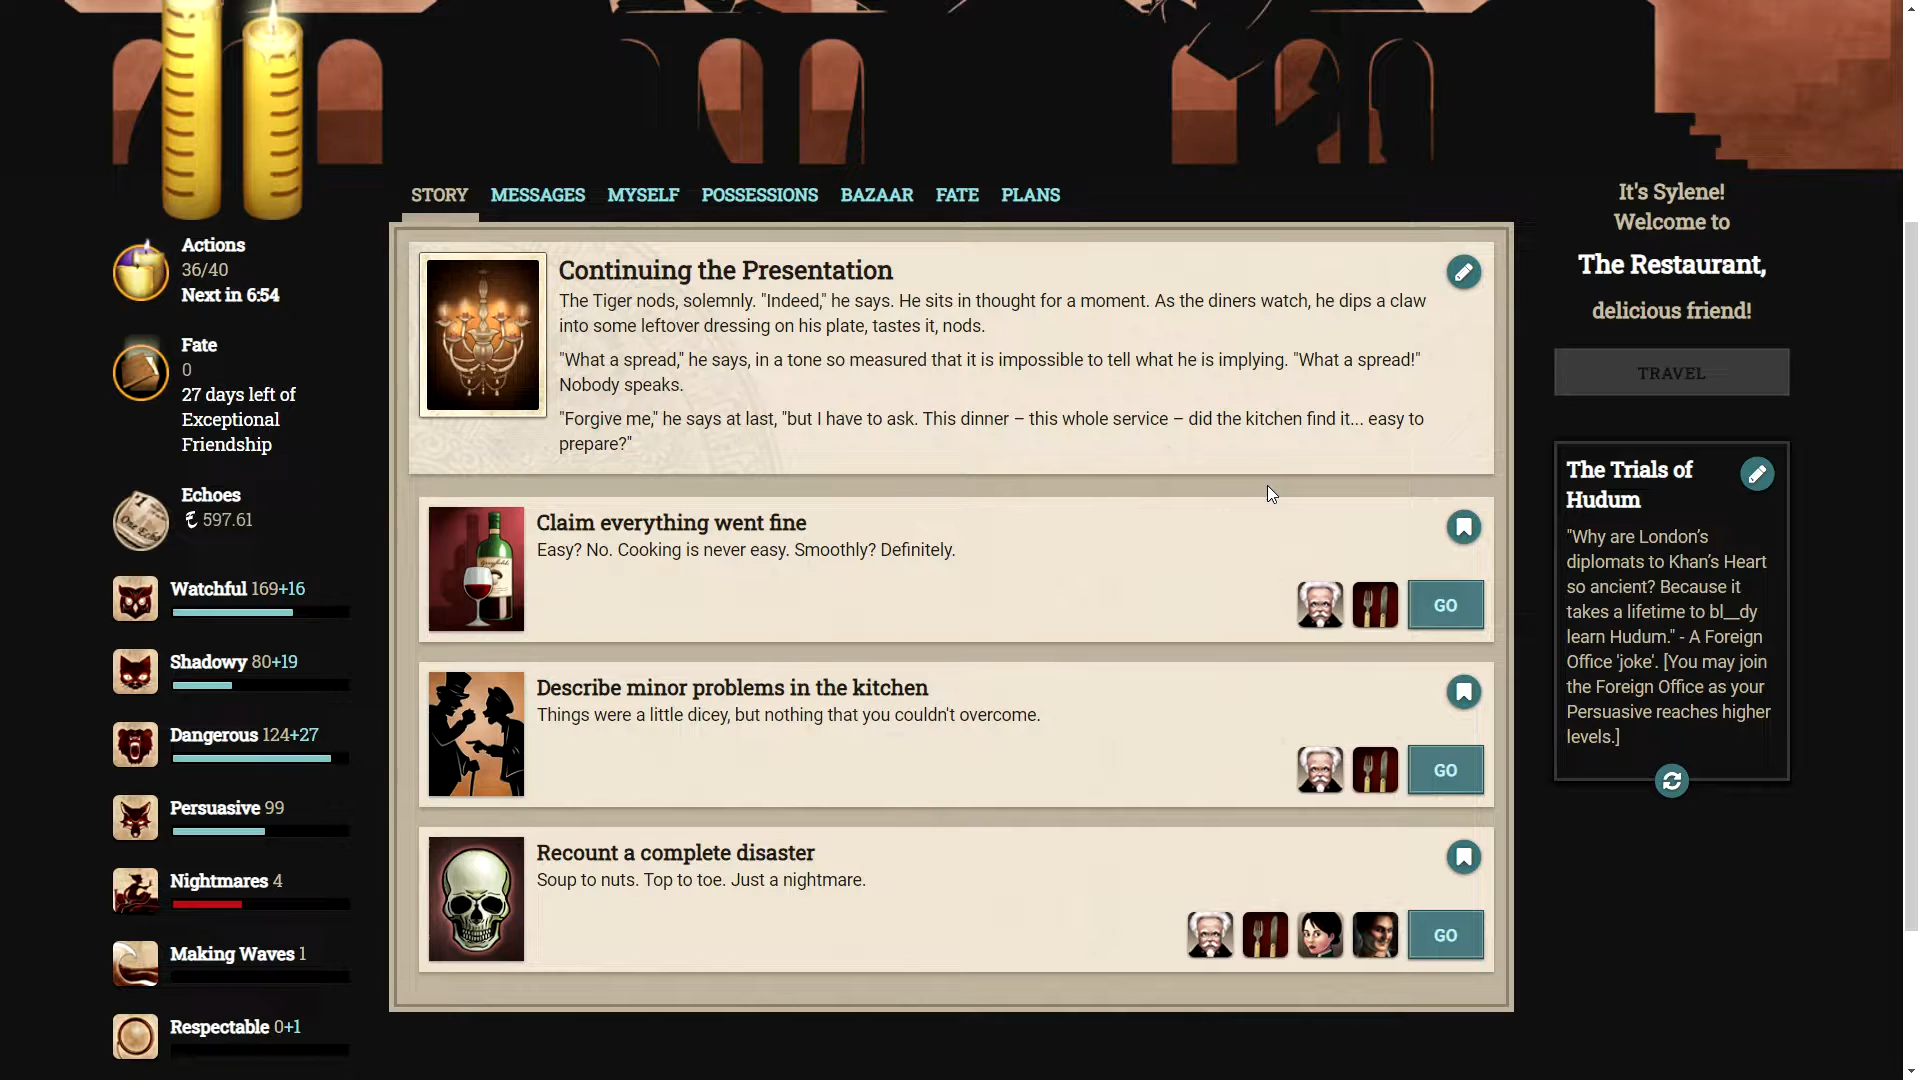 STORY MESSAGES MYSELF POSSESSIONS BAZAAR FATE PLANS
Actions
36/40
Next in 6:54
Fate
0
27 days left of
Exceptional
Friendship
Echoes
597.61
Watchful 169+16
Shadowy 80+19
Dangerous 124+27
Persuasive 99
Nightmares 4
Making Waves 1
Respectable 0+1
Continuing the Presentation
The Tiger nods, solemnly. "Indeed," he says. He sits in thought for a moment. As the diners watch, he dips a claw
into some leftover dressing on his plate, tastes it, nods.
"What a spread," he says, in a tone so measured that it is impossible to tell what he is implying. "What a spread!"
Nobody speaks.
"Forgive me," he says at last, "but I have to ask. This dinner – this whole service – did the kitchen find it... easy to
prepare?"
Claim everything went fine
Easy? No. Cooking is never easy. Smoothly? Definitely.
GO
Describe minor problems in the kitchen
Things were a little dicey, but nothing that you couldn't overcome.
GO
Recount a complete disaster
Soup to nuts. Top to toe. Just a nightmare.
GO
It's Sylene!
Welcome to
The Restaurant,
delicious friend!
TRAVEL
The Trials of
Hudum
"Why are London's
diplomats to Khan's Heart
so ancient? Because it
takes a lifetime to bl__dy
learn Hudum." - A Foreign
Office 'joke'. [You may join
the Foreign Office as your
Persuasive reaches higher
levels.]